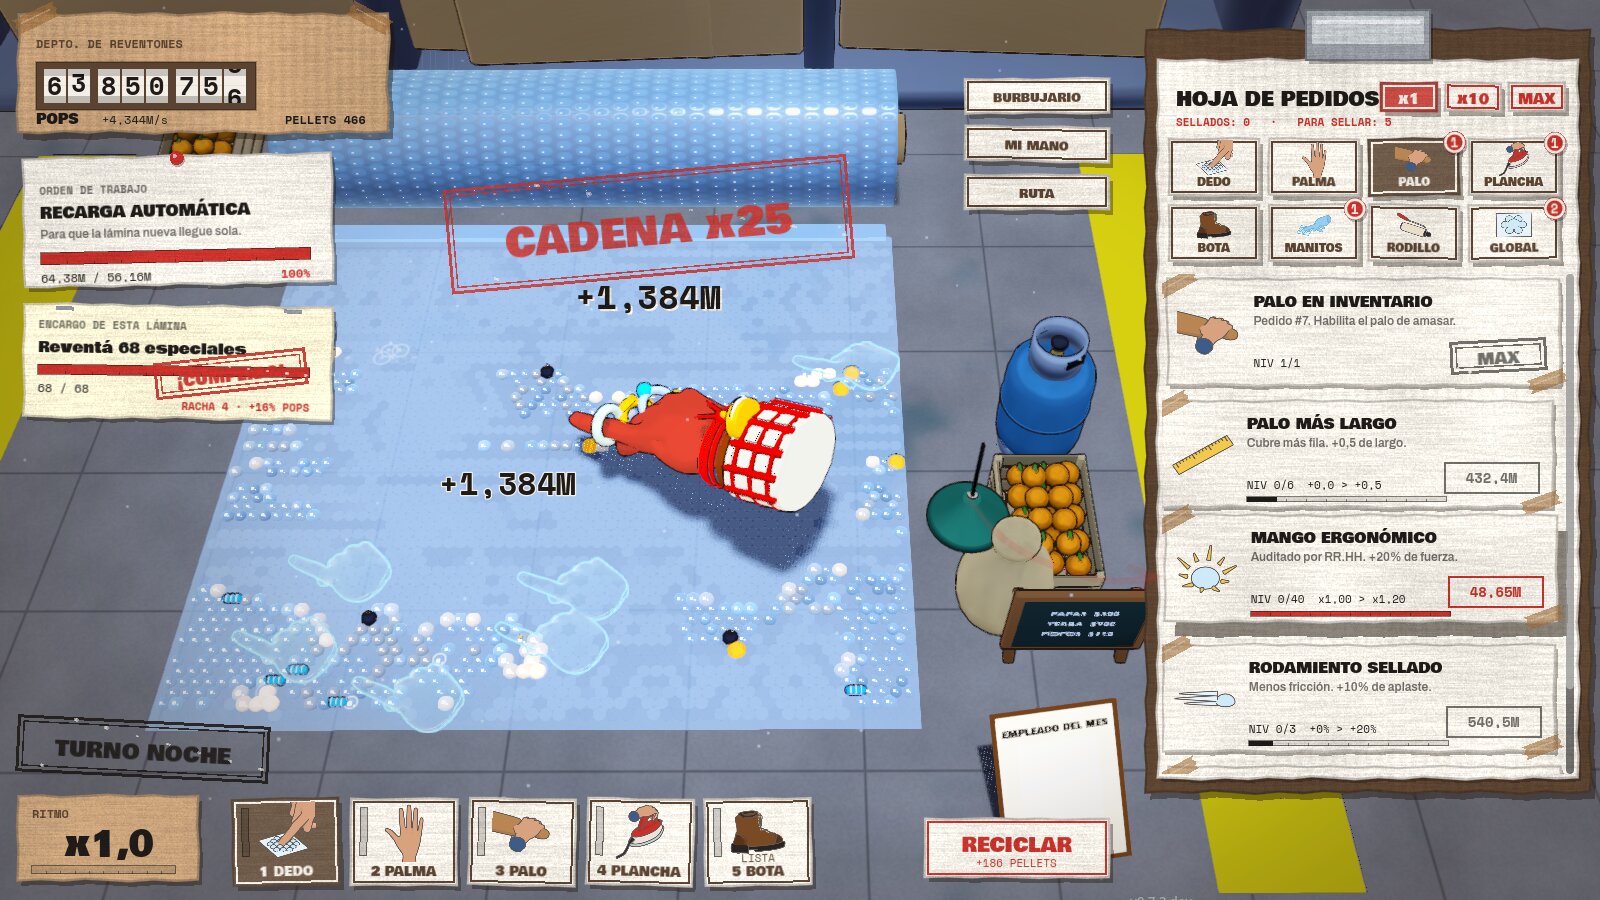 DEPTO. DE REVENTONES
63 850 75
POPS +4,344M/s PELLETS 466
ORDEN DE TRABAJO
RECARGA AUTOMÁTICA
Para que la lámina nueva llegue sola.
64,38M / 56,16M 100%
ENCARGO DE ESTA LÁMINA
Reventá 68 especiales
68 / 68
RACHA 4 · +16% POPS
CADENA x25
+1,384M
+1,384M
BURBUJARIO
MI MANO
RUTA
HOJA DE PEDIDOS x1 x10 MAX
SELLADOS: 0 · PARA SELLAR: 5
DEDO
PALMA
PALO 1
PLANCHA 1
BOTA
MANITOS 1
RODILLO
GLOBAL 2
PALO EN INVENTARIO
Pedido #7. Habilita el palo de amasar.
NIV 1/1 MAX
PALO MÁS LARGO
Cubre más fila. +0,5 de largo.
NIV 0/6 +0,0 > +0,5 432,4M
MANGO ERGONÓMICO
Auditado por RR.HH. +20% de fuerza.
NIV 0/40 x1,00 > x1,20 48,65M
RODAMIENTO SELLADO
Menos fricción. +10% de aplaste.
NIV 0/3 +0% > +20% 540,5M
EMPLEADO DEL MES
TURNO NOCHE
RITMO
x1,0
1 DEDO
2 PALMA
3 PALO
4 PLANCHA
LISTA
5 BOTA
RECICLAR
+186 PELLETS